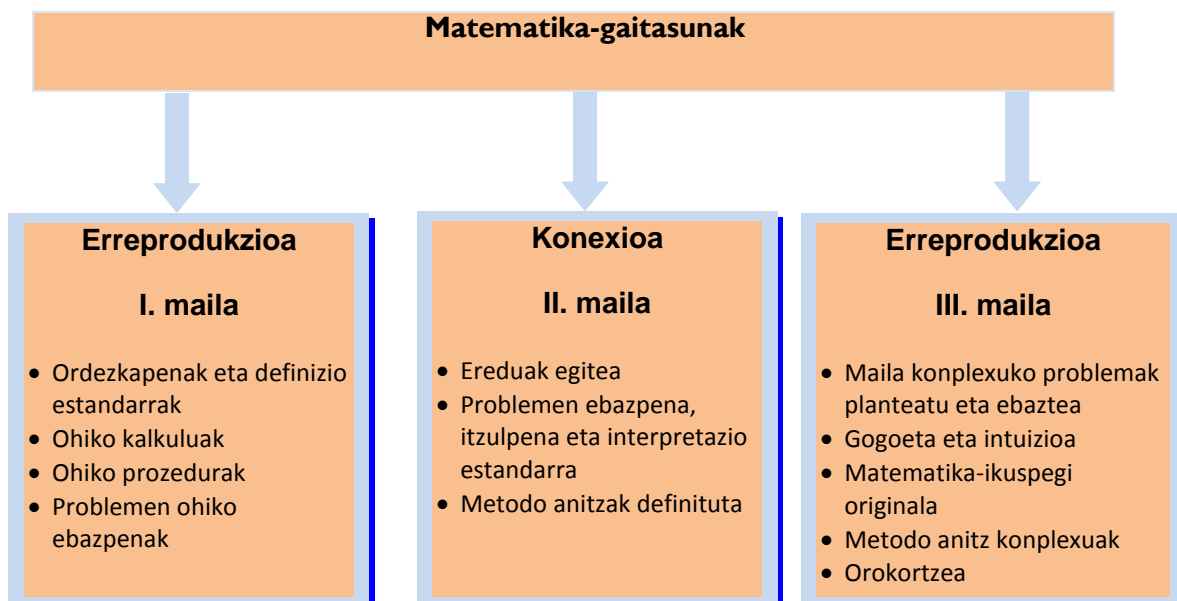 Matematika-gaitasunak
Erreprodukzioa
I. maila
• Ordezkapenak eta definizio
estandarrak
• Ohiko kalkuluak
• Ohiko prozedurak
• Problemen ohiko
ebazpenak
Konexioa
II. maila
• Ereduak egitea
• Problemen ebazpena,
itzulpena eta interpretazio
estandarra
• Metodo anitzak definituta
Erreprodukzioa
III. maila
• Maila konplexuko problemak
planteatu eta ebaztea
• Gogoeta eta intuizioa
• Matematika-ikuspegi
originala
• Metodo anitz konplexuak
• Orokortzea